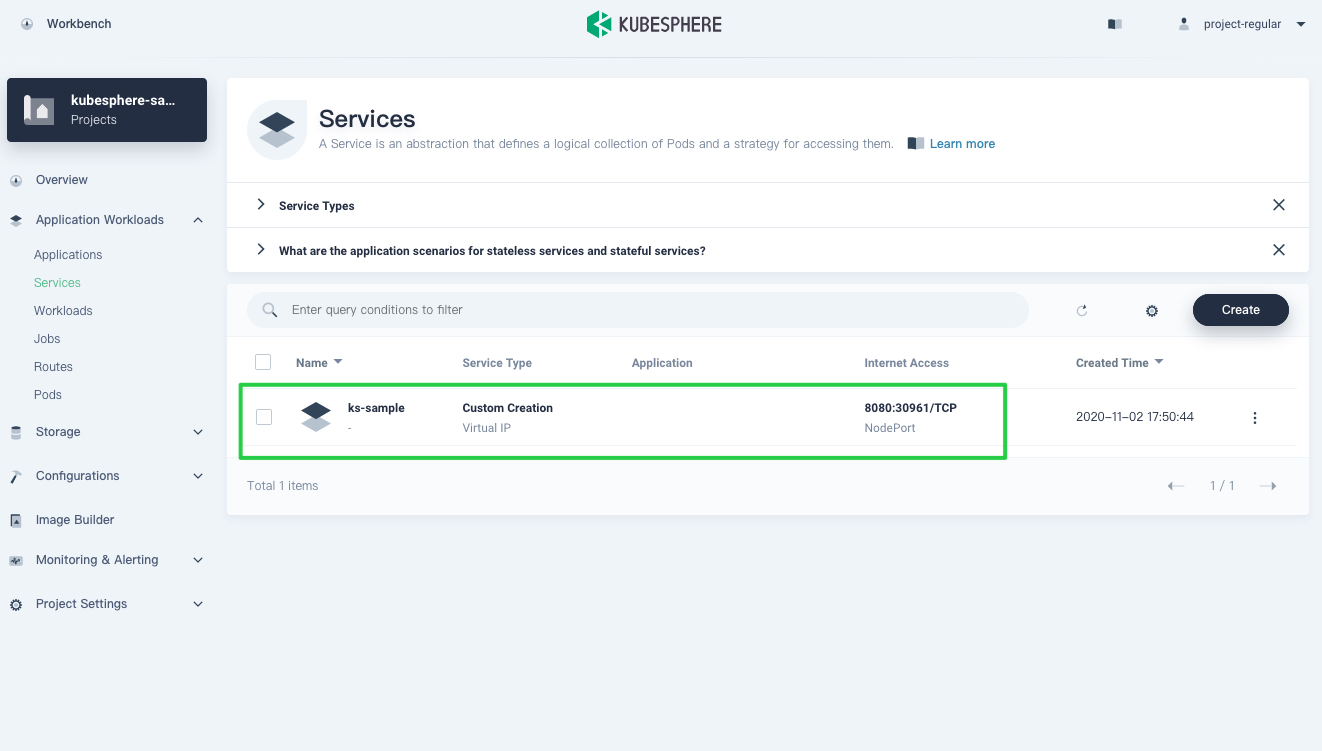 Workbench
KUBESPHERE
project-regular
kubesphere-sa...
Projects
Overview
Application Workloads
Applications
Services
Workloads
Jobs
Routes
Pods
Storage
Configurations
Image Builder
Monitoring & Alerting
Project Settings
Services
A Service is an abstraction that defines a logical collection of Pods and a strategy for accessing them. Learn more
Service Types
What are the application scenarios for stateless services and stateful services?
Enter query conditions to filter
Create
Name Service Type Application Internet Access Created Time
ks-sample Custom Creation 8080:30961/TCP 2020-11-02 17:50:44
- Virtual IP NodePort
Total 1 items 1 / 1